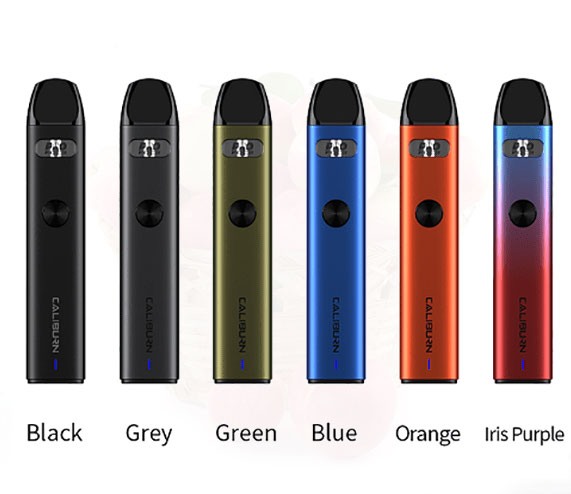 CALIBURN
CALIBURN
CALIBURN
CALIBURN
CALIBURN
CALIBURN
Black
Grey
Green
Blue
Orange
Iris Purple